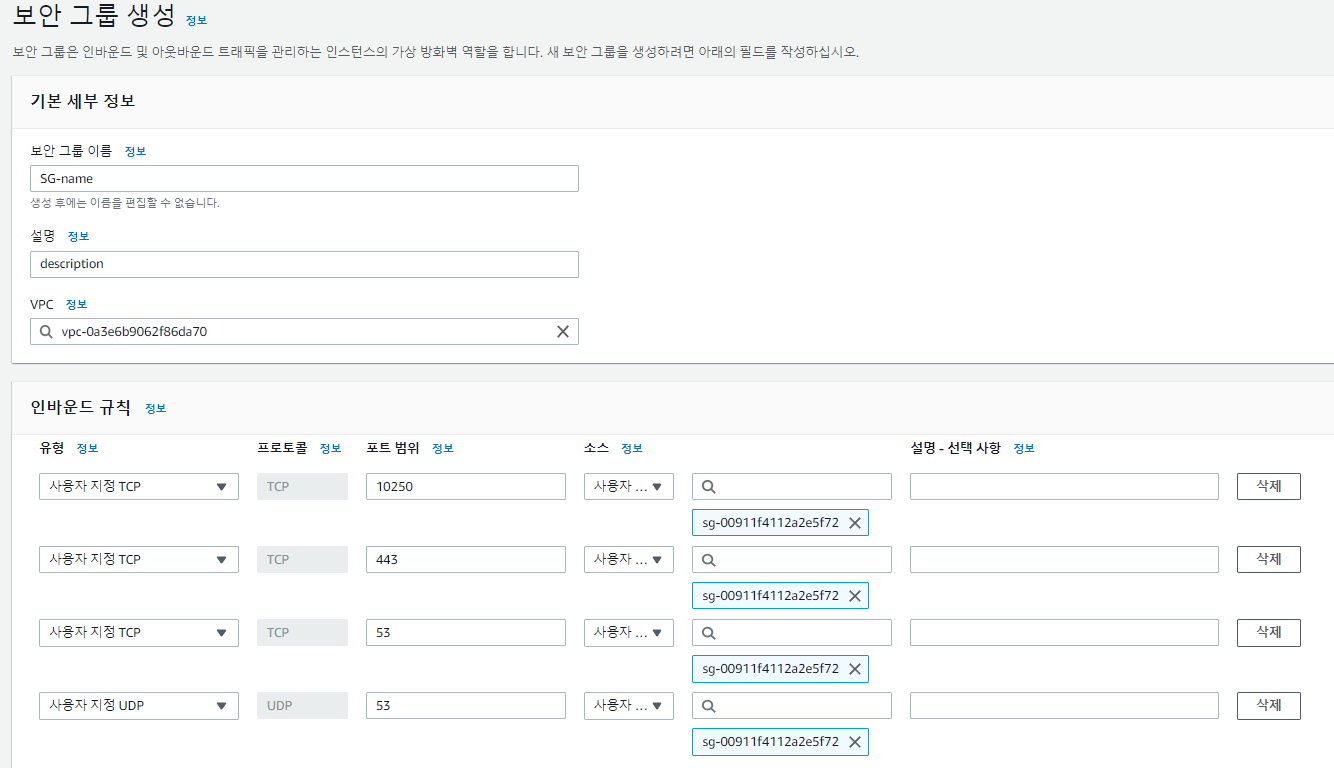 보안 그룹 생성 정보
보안 그룹은 인바운드 및 아웃바운드 트래픽을 관리하는 인스턴스의 가상 방화벽 역할을 합니다. 새 보안 그룹을 생성하려면 아래의 필드를 작성하십시오.
기본 세부 정보
보안 그룹 이름 정보
SG-name
생성 후에는 이름을 편집할 수 없습니다.
설명 정보
description
VPC 정보
vpc-0a3e6b9062f86da70
인바운드 규칙 정보
유형 정보 프로토콜 정보 포트 범위 정보 소스 정보 설명 - 선택 사항 정보
사용자 지정 TCP TCP 10250 사용자 ... 삭제
sg-00911f4112a2e5f72
사용자 지정 TCP TCP 443 사용자 ... 삭제
sg-00911f4112a2e5f72
사용자 지정 TCP TCP 53 사용자 ... 삭제
sg-00911f4112a2e5f72
사용자 지정 UDP UDP 53 사용자 ... 삭제
sg-00911f4112a2e5f72